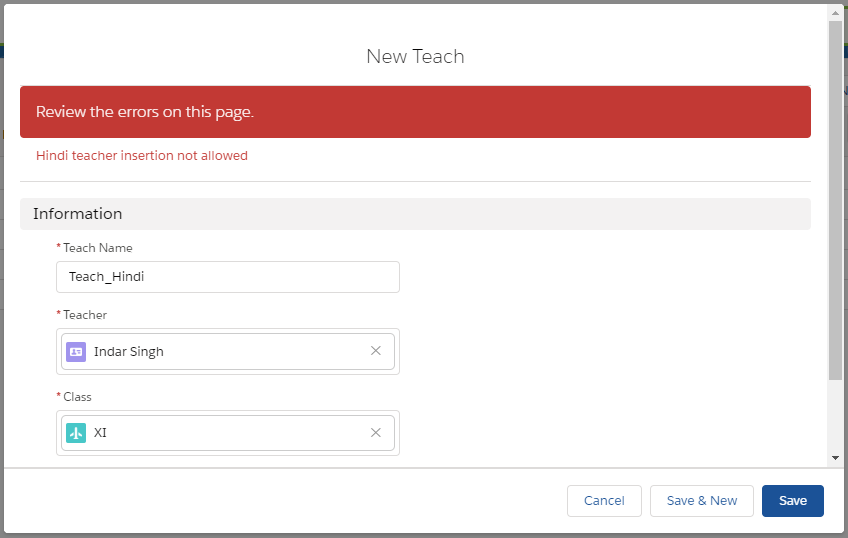 New Teach
Review the errors on this page.
Hindi teacher insertion not allowed
Information
*Teach Name
Teach_Hindi
*Teacher
Indar Singh
*Class
XI
Cancel
Save & New
Save